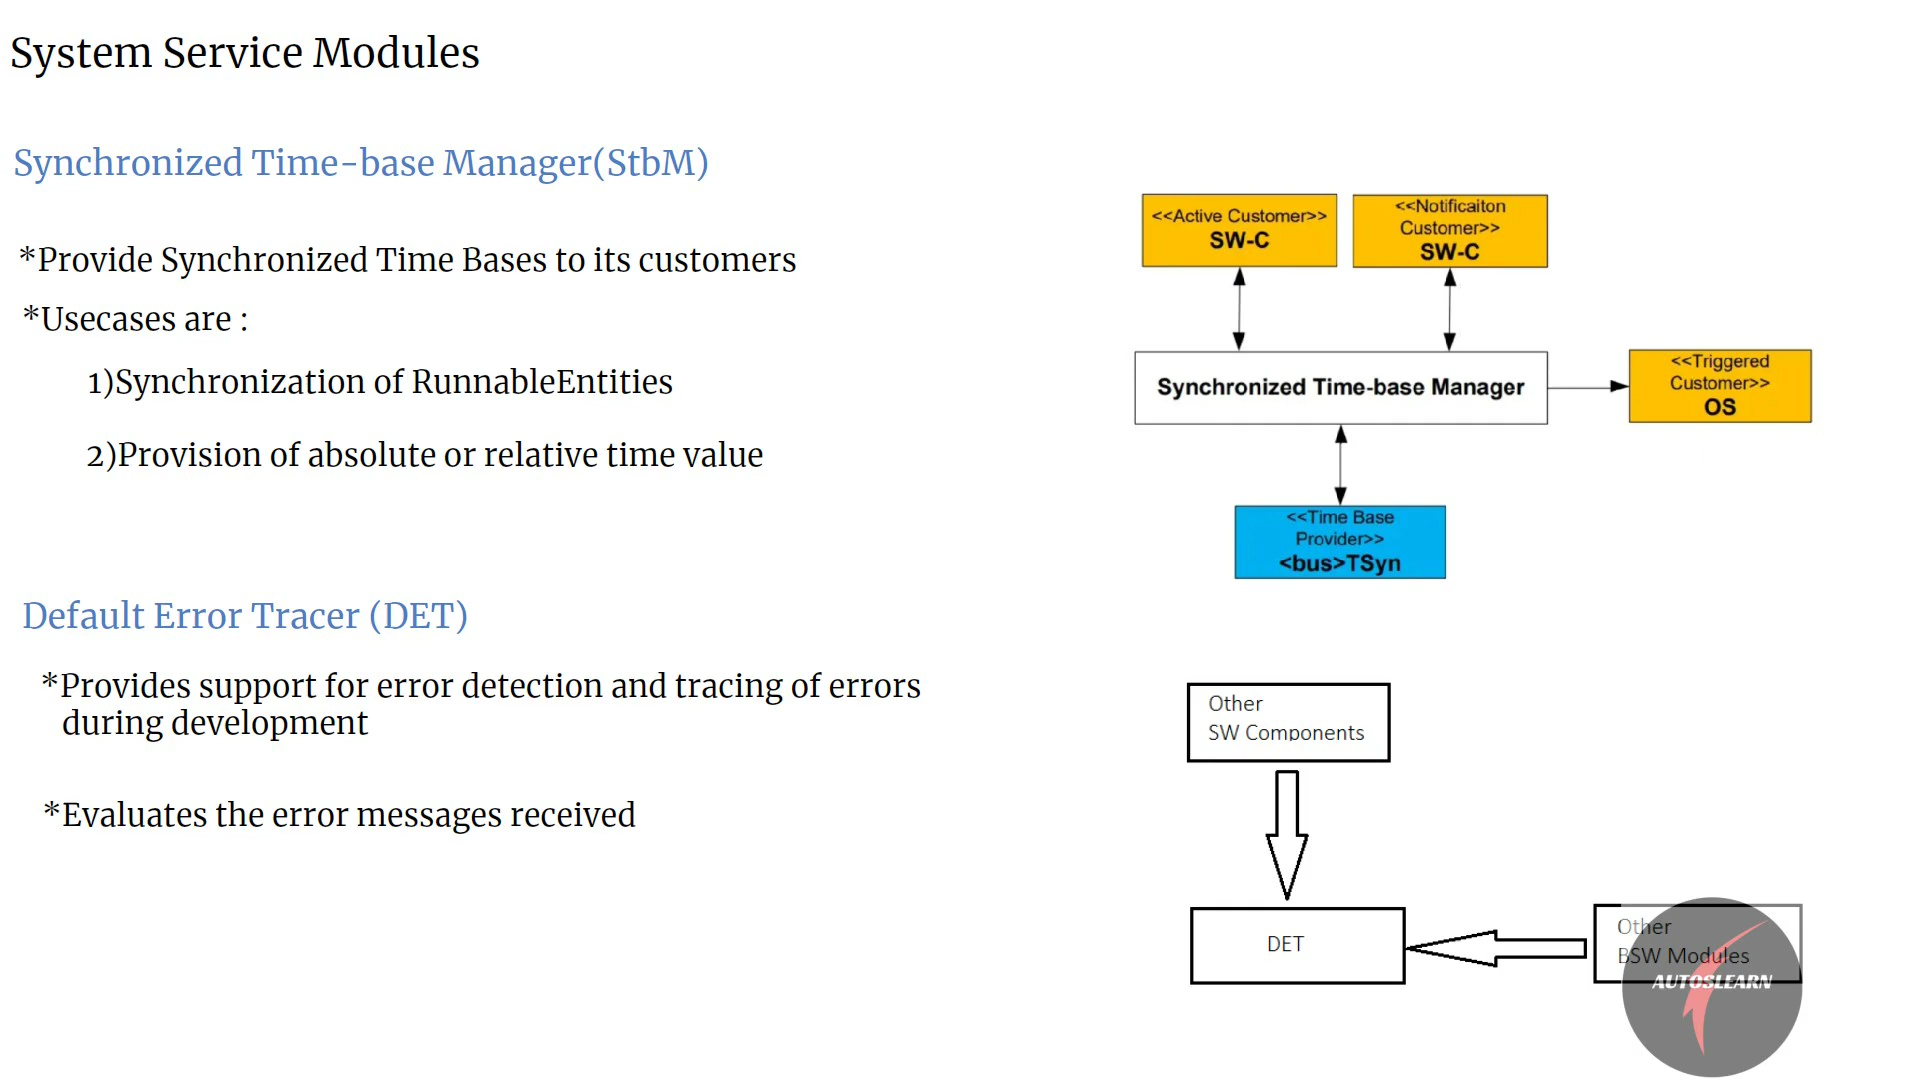 System Service Modules
Synchronized Time-base Manager(StbM)
*Provide Synchronized Time Bases to its customers
*Usecases are :
1)Synchronization of RunnableEntities
2)Provision of absolute or relative time value
<<Active Customer>>
SW-C
<<Notificaiton
Customer>>
SW-C
Synchronized Time-base Manager
<<Triggered
Customer>>
OS
<<Time Base
Provider>>
<bus>TSyn
Default Error Tracer (DET)
*Provides support for error detection and tracing of errors
during development
*Evaluates the error messages received
Other
SW Components
DET
Other
BSW Modules
AUTOSLEARN